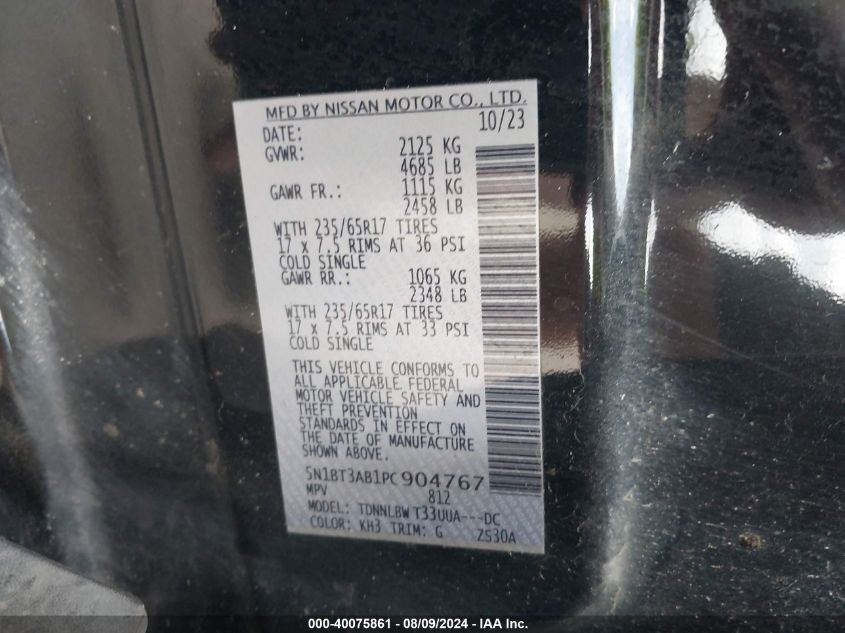 MFD BY NISSAN MOTOR CO., LTD.
DATE: 10/23
GVWR: 2125 KG
4685 LB
GAWR FR.: 1115 KG
2458 LB
WITH 235/65R17 TIRES
17 x 7.5 RIMS AT 36 PSI
COLD SINGLE
GAWR RR.: 1065 KG
2348 LB
WITH 235/65R17 TIRES
17 x 7.5 RIMS AT 33 PSI
COLD SINGLE
THIS VEHICLE CONFORMS TO
ALL APPLICABLE FEDERAL
MOTOR VEHICLE SAFETY AND
THEFT PREVENTION
STANDARDS IN EFFECT ON
THE DATE OF MANUFACTURE
SHOWN ABOVE.
5N1BT3AB1PC904767
MPV 812
MODEL: TDNNLBW T33UUA---DC
COLOR: KH3 TRIM: G ZS30A
000-40075861 - 08/09/2024 - IAA Inc.